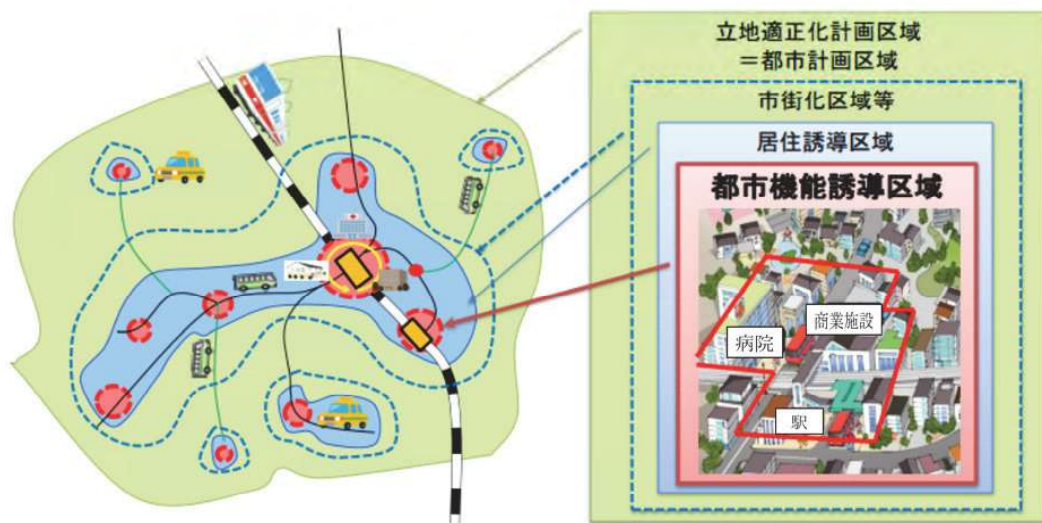 立地適正化計画区域
＝都市計画区域
市街化区域等
居住誘導区域
都市機能誘導区域
商業施設
病院
駅